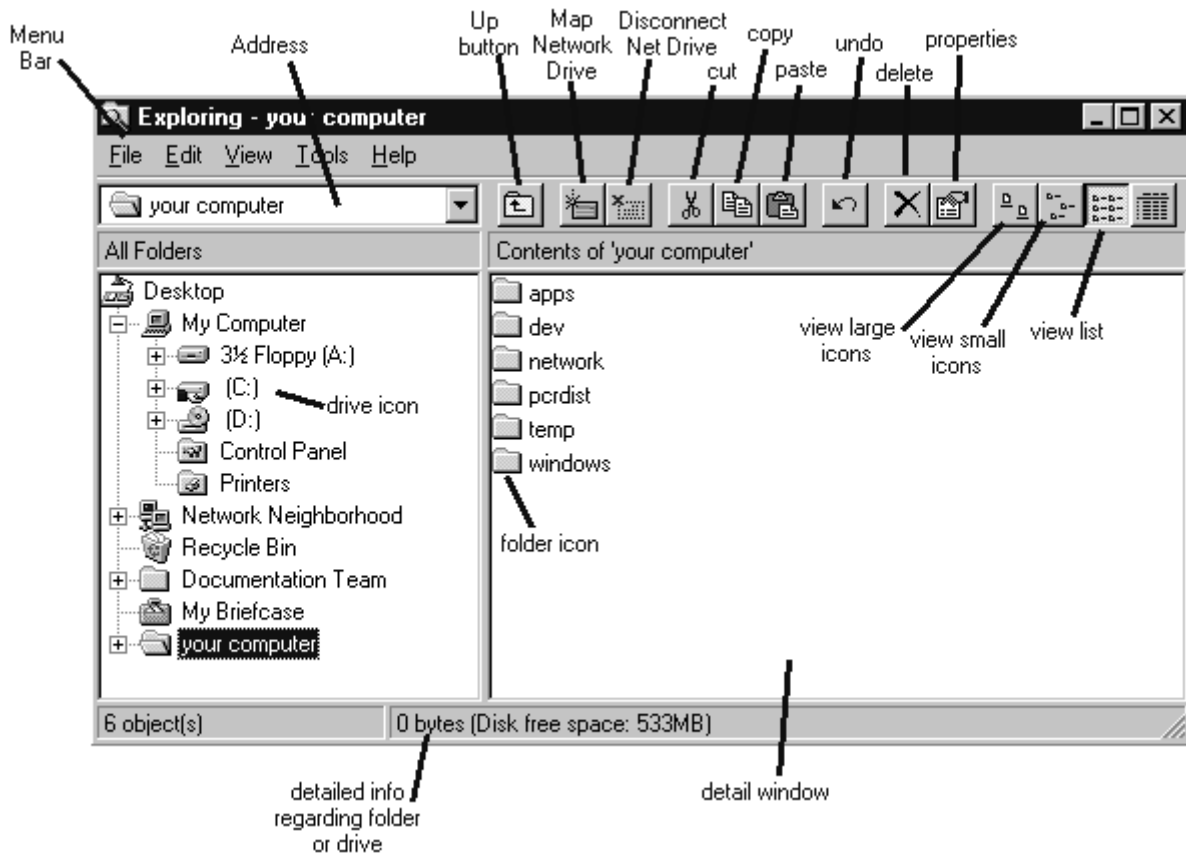 Menu
Bar
Address
Up
button
Map
Network
Drive
Disconnect
Net Drive
cut
copy
paste
undo
delete
properties
Exploring - your computer
File Edit View Tools Help
your computer
All Folders
Contents of 'your computer'
Desktop
My Computer
3½ Floppy (A:)
(C:)
drive icon
(D:)
Control Panel
Printers
Network Neighborhood
Recycle Bin
Documentation Team
My Briefcase
your computer
apps
dev
network
pcrdist
temp
windows
folder icon
view large
icons
view small
icons
view list
6 object(s)
0 bytes (Disk free space: 533MB)
detailed info
regarding folder
or drive
detail window